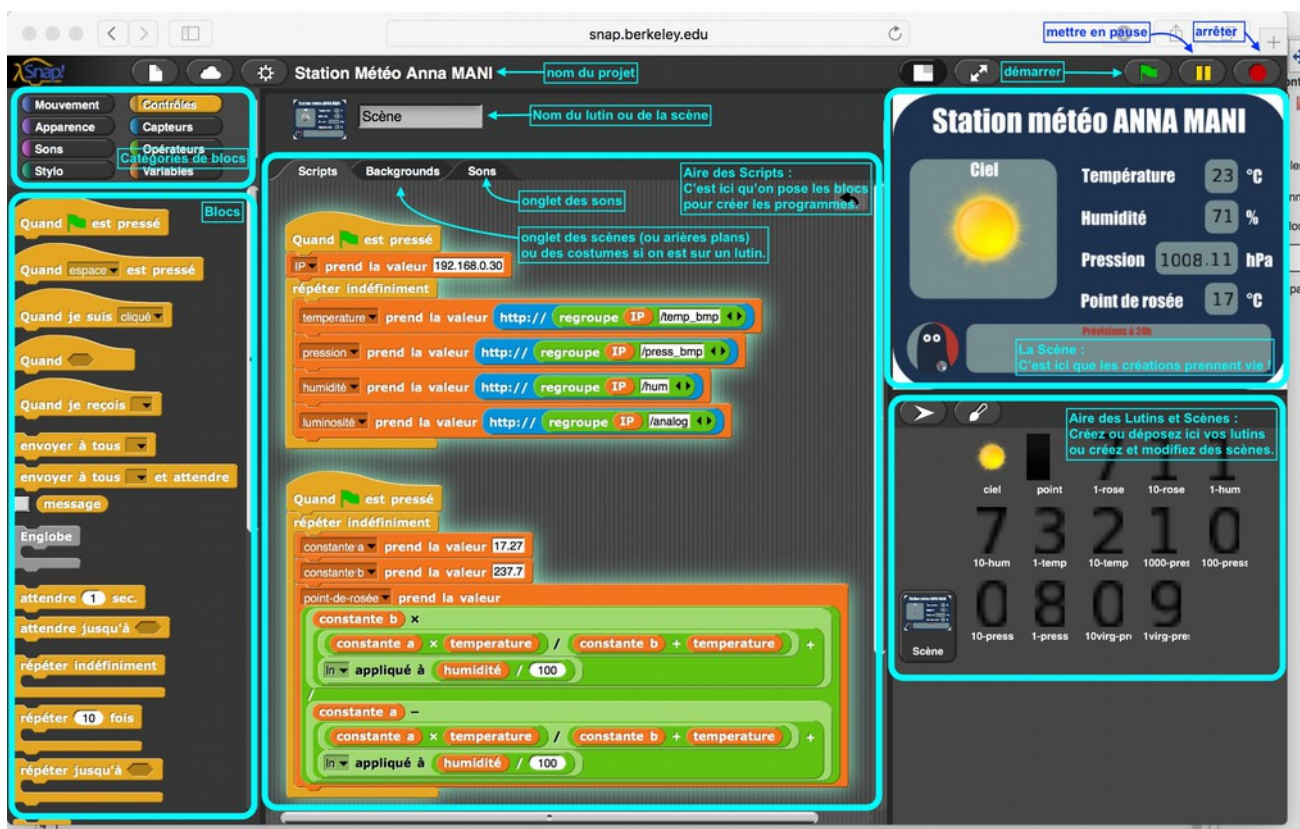 snap.berkeley.edu
mettre en pause
arrêter
Snap!
Station Météo Anna MANI
nom du projet
démarrer
Mouvement
Contrôles
Apparence
Capteurs
Sons
Opérateurs
Stylo
Variables
Catégories de blocs
Scène
Nom du lutin ou de la scène
Blocs
Quand est pressé
Quand espace est pressé
Quand je suis cliqué
Quand
Quand je reçois
envoyer à tous
envoyer à tous et attendre
message
Englobe
attendre 1 sec.
attendre jusqu'à
répéter indéfiniment
répéter 10 fois
répéter jusqu'à
Scripts
Backgrounds
Sons
Aire des Scripts :
C'est ici qu'on pose les blocs
pour créer les programmes.
onglet des sons
onglet des scènes (ou arières plans)
ou des costumes si on est sur un lutin.
Quand est pressé
IP prend la valeur 192.168.0.30
répéter indéfiniment
temperature prend la valeur http:// regroupe IP /temp_bmp
pression prend la valeur http:// regroupe IP /press_bmp
humidité prend la valeur http:// regroupe IP /hum
luminosité prend la valeur http:// regroupe IP /analog
Quand est pressé
répéter indéfiniment
constante a prend la valeur 17.27
constante b prend la valeur 237.7
point-de-rosée prend la valeur
constante b ×
constante a × temperature / constante b + temperature +
ln appliqué à humidité / 100
/
constante a −
constante a × temperature / constante b + temperature +
ln appliqué à humidité / 100
Station météo ANNA MANI
Ciel
Température 23 °C
Humidité 71 %
Pression 1008.11 hPa
Point de rosée 17 °C
Prévisions à 24h
La Scène :
C'est ici que les créations prennent vie !
Aire des Lutins et Scènes :
Créez ou déposez ici vos lutins
ou créez et modifiez des scènes.
7 1 1
ciel point 1-rose 10-rose 1-hum
7 3 2 1 0
10-hum 1-temp 10-temp 1000-pres 100-press
0 8 0 9
10-press 1-press 10virg-pre 1virg-pres
Scène